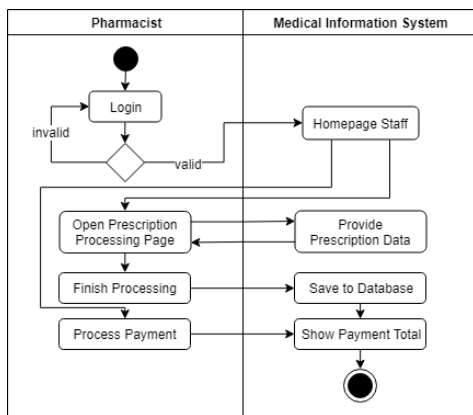 Pharmacist
Medical Information System
Login
invalid
valid
Homepage Staff
Open Prescription
Processing Page
Provide
Prescription Data
Finish Processing
Save to Database
Process Payment
Show Payment Total